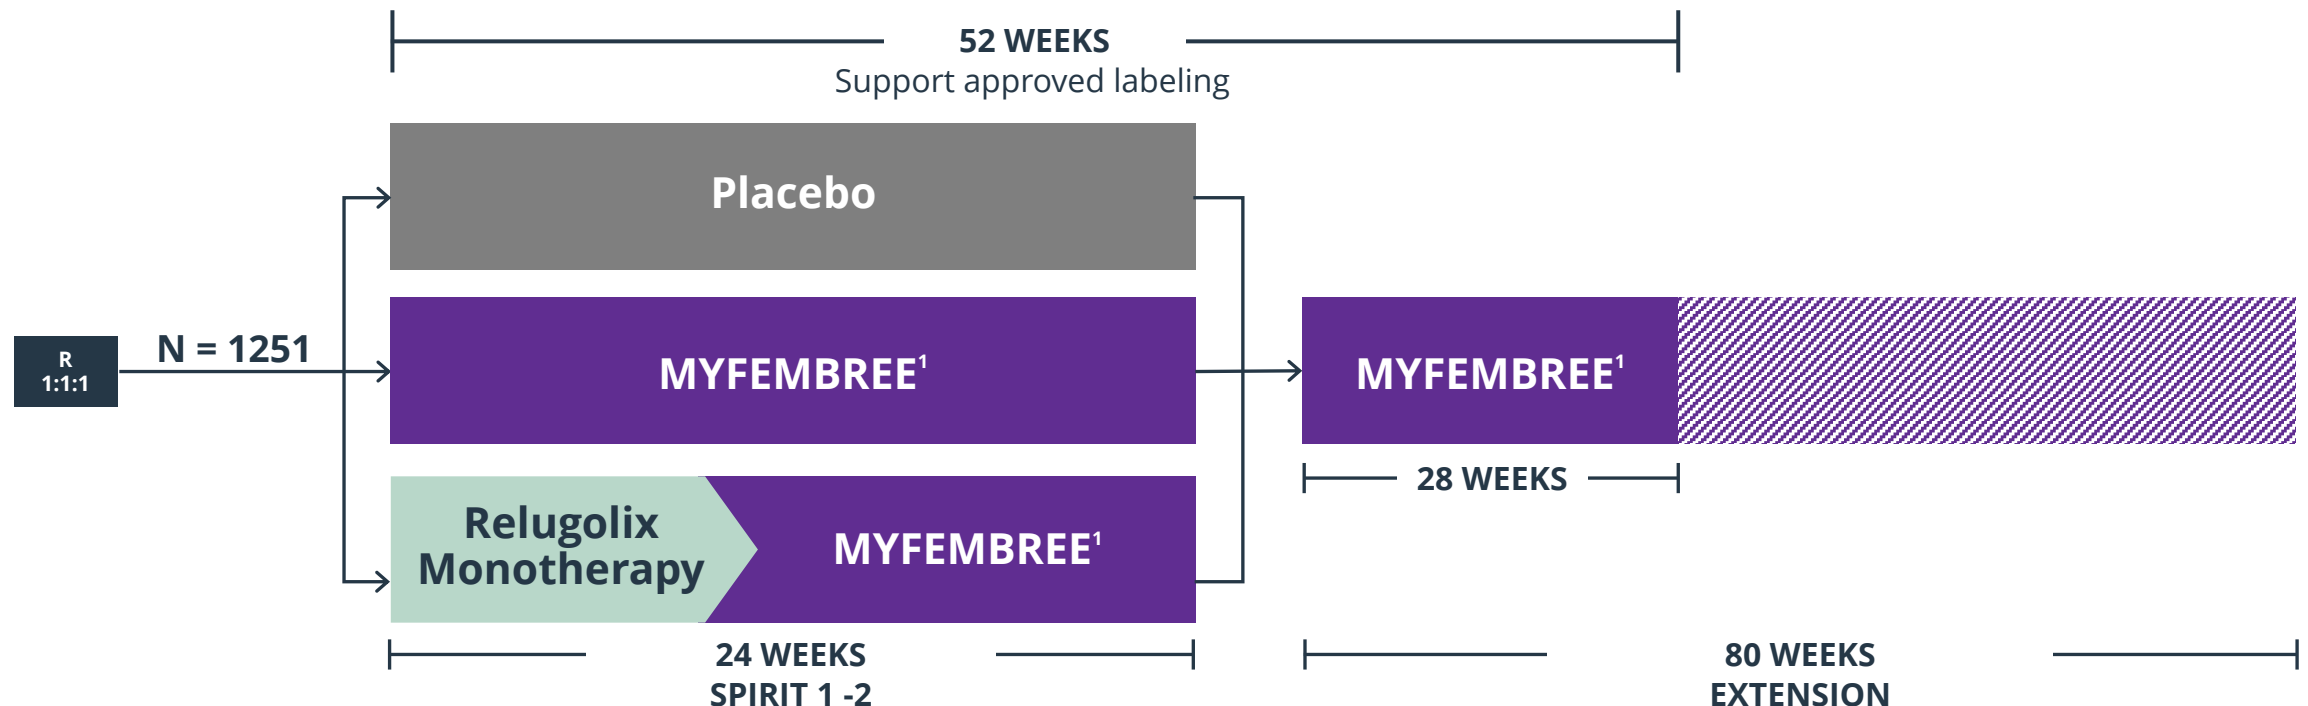 52 WEEKS
Support approved labeling
Placebo
R
1:1:1
N = 1251
MYFEMBREE¹
MYFEMBREE¹
28 WEEKS
Relugolix
Monotherapy
MYFEMBREE¹
24 WEEKS
SPIRIT 1 -2
80 WEEKS
EXTENSION